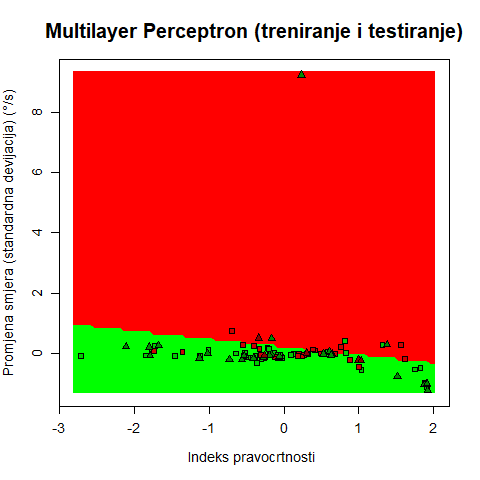 Multilayer Perceptron (treniranje i testiranje)
Promjena smjera (standardna devijacija) (°/s)
8
6
4
2
0
-3 -2 -1 0 1 2
Indeks pravocrtnosti